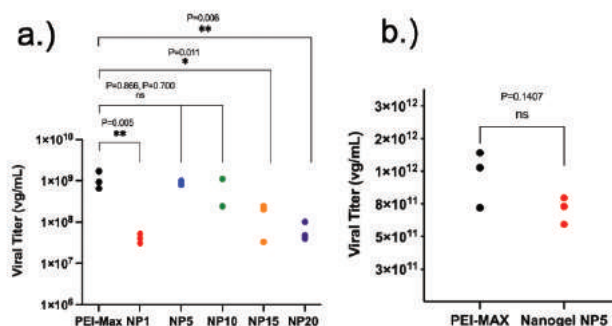 a.)
P=0.006
**
P=0.011
*
P=0.866, P=0.700
ns
P=0.005
**
1×10¹⁰
1×10⁹
1×10⁸
1×10⁷
1×10⁶
Viral Titer (vg/mL)
PEI-Max NP1 NP5 NP10 NP15 NP20
b.)
P=0.1407
ns
3×10¹²
2×10¹²
1×10¹²
8×10¹¹
5×10¹¹
3×10¹¹
Viral Titer (vg/mL)
PEI-MAX Nanogel NP5